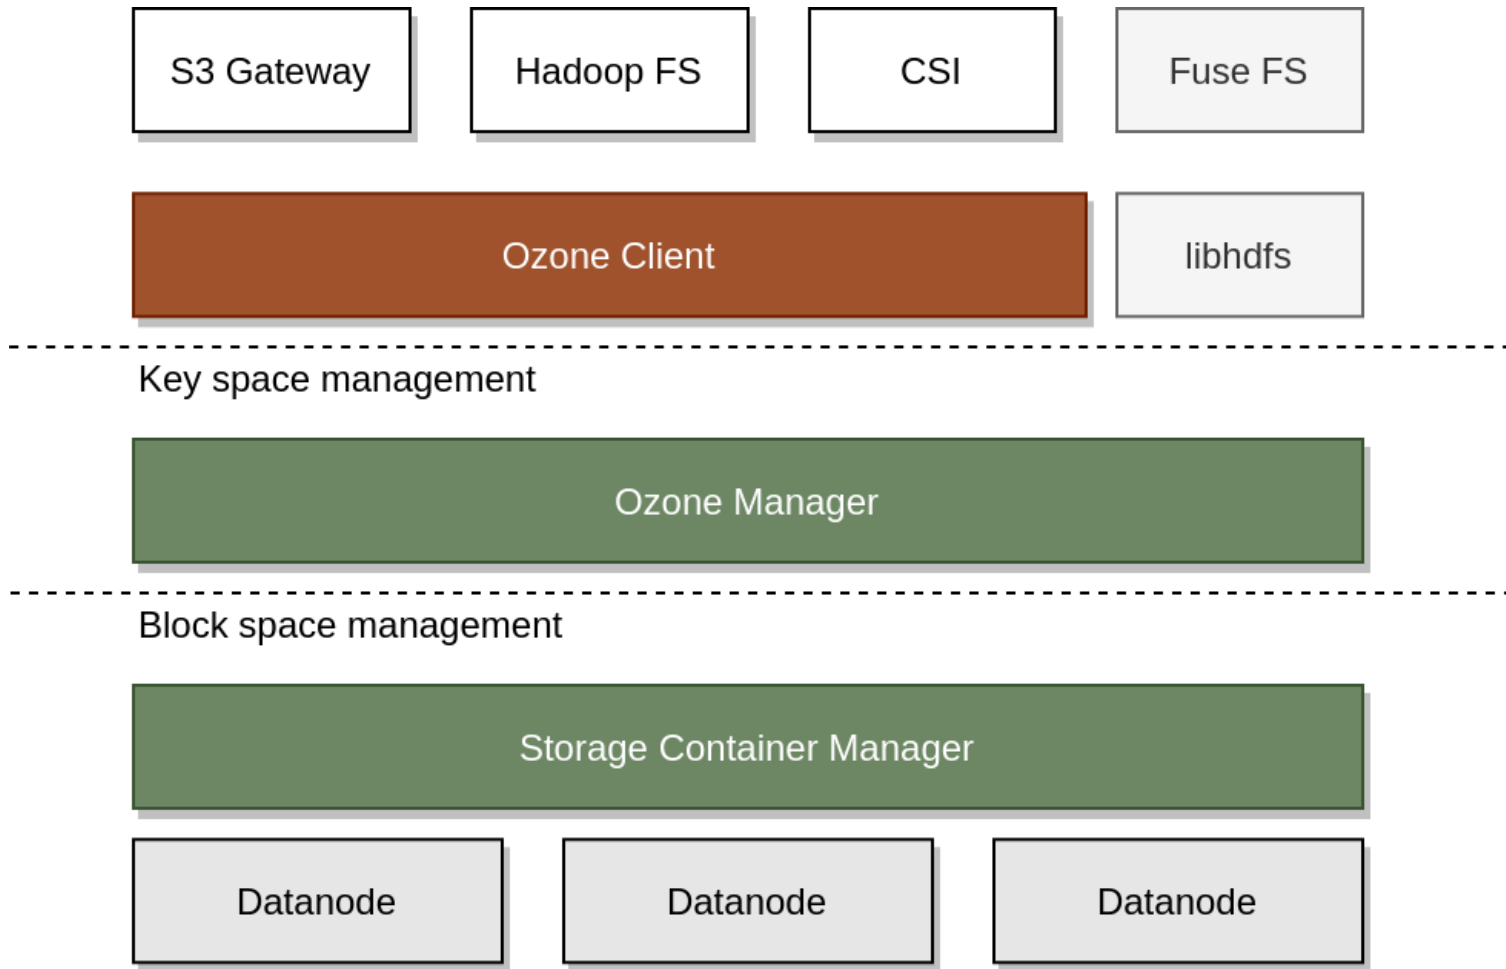 S3 Gateway
Hadoop FS
CSI
Fuse FS
Ozone Client
libhdfs
Key space management
Ozone Manager
Block space management
Storage Container Manager
Datanode
Datanode
Datanode